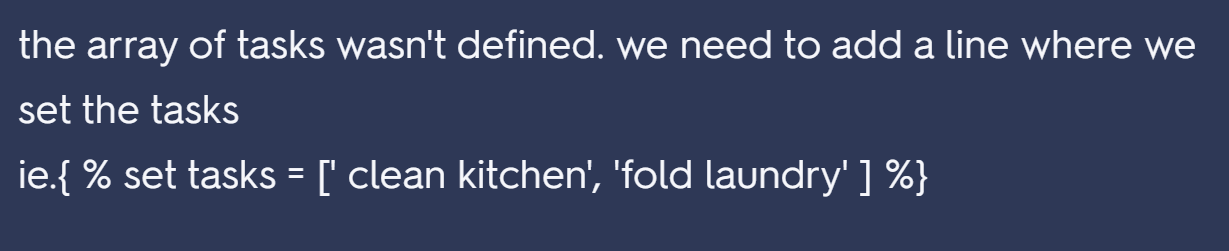 the array of tasks wasn't defined. we need to add a line where we
set the tasks
ie.{ % set tasks = [' clean kitchen', 'fold laundry' ] %}